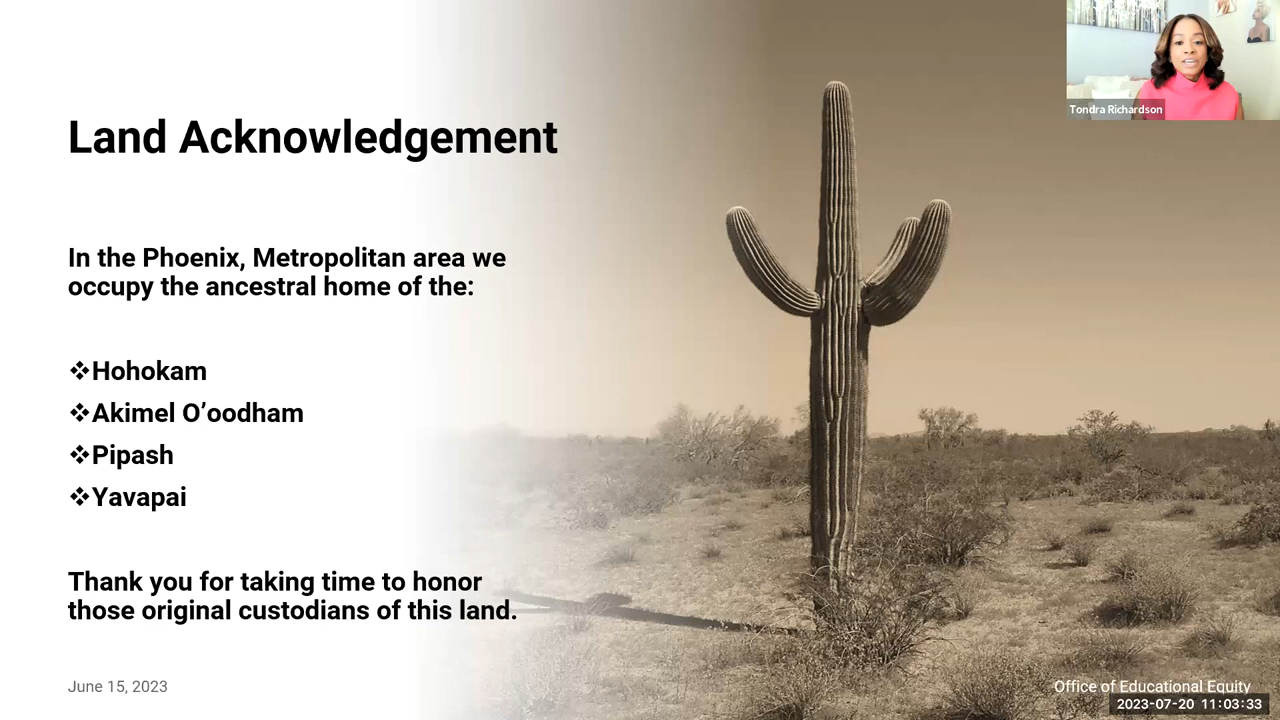 Tondra Richardson
Land Acknowledgement
In the Phoenix, Metropolitan area we
occupy the ancestral home of the:
❖Hohokam
❖Akimel O’oodham
❖Pipash
❖Yavapai
Thank you for taking time to honor
those original custodians of this land.
June 15, 2023
Office of Educational Equity
2023-07-20 11:03:33